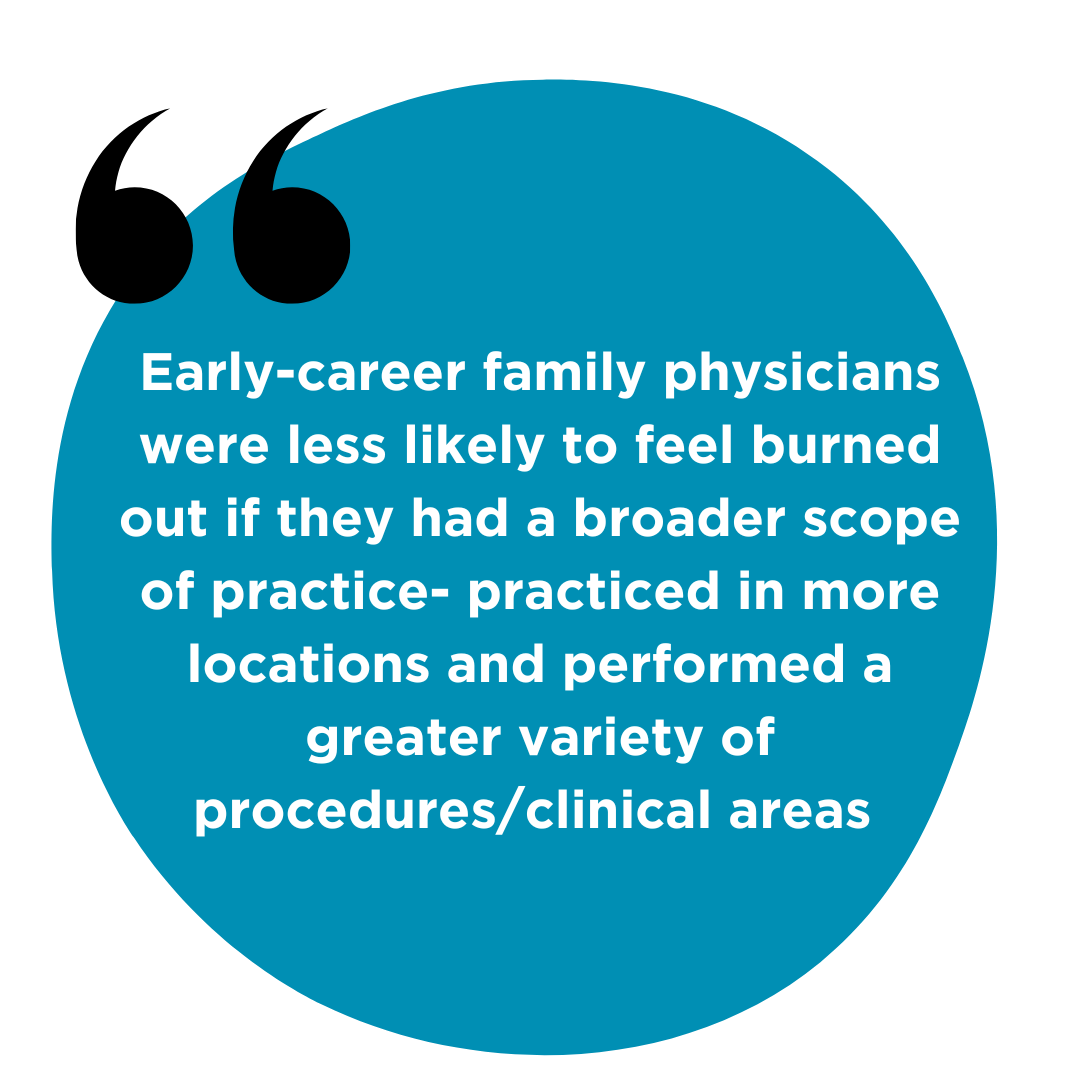 Early-career family physicians
were less likely to feel burned
out if they had a broader scope
of practice- practiced in more
locations and performed a
greater variety of
procedures/clinical areas